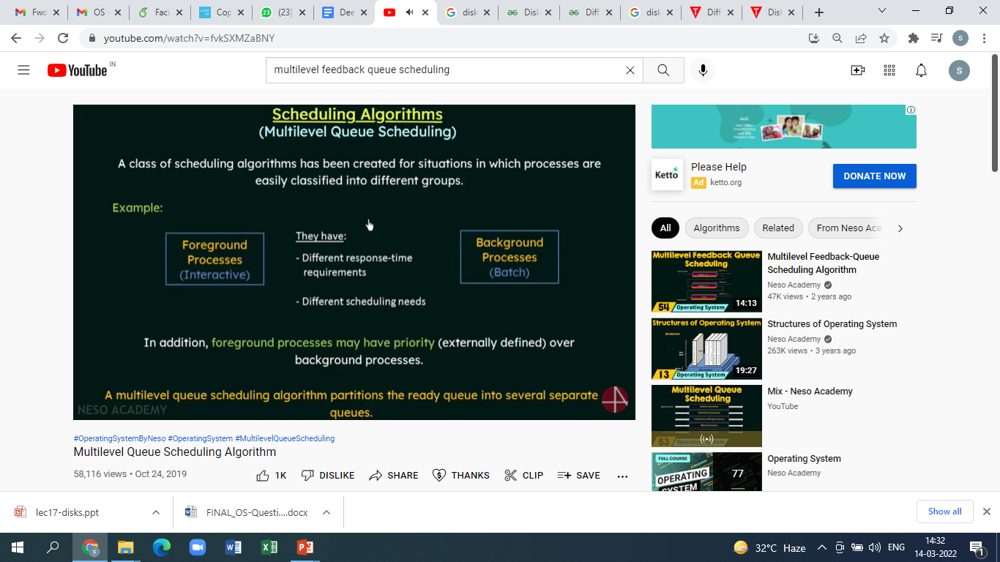 Fwd
OS
Faci
Cop
(23)
Dee
disk
Disk
Diff
disk
Diff
Disk
youtube.com/watch?v=fvkSXMZaBNY
S
YouTube IN
multilevel feedback queue scheduling
S
Scheduling Algorithms
(Multilevel Queue Scheduling)
A class of scheduling algorithms has been created for situations in which processes are
easily classified into different groups.
Example:
Foreground
Processes
(Interactive)
They have:
- Different response-time
requirements
- Different scheduling needs
Background
Processes
(Batch)
In addition, foreground processes may have priority (externally defined) over
background processes.
A multilevel queue scheduling algorithm partitions the ready queue into several separate
queues.
NESO ACADEMY
#OperatingSystemByNeso #OperatingSystem #MultilevelQueueScheduling
Multilevel Queue Scheduling Algorithm
58,116 views • Oct 24, 2019
1K
DISLIKE
SHARE
THANKS
CLIP
SAVE
Ketto
Please Help
Ad ketto.org
DONATE NOW
All
Algorithms
Related
From Neso Aca
Multilevel Feedback Queue
Scheduling
54 Operating System
14:13
Multilevel Feedback-Queue
Scheduling Algorithm
Neso Academy
47K views • 2 years ago
Structures of Operating System
13 Operating System
19:27
Structures of Operating System
Neso Academy
263K views • 3 years ago
Multilevel Queue
Scheduling
53 Operating System
Mix - Neso Academy
YouTube
FULL COURSE
OPERATING
SYSTEM
77
Operating System
Neso Academy
lec17-disks.ppt
FINAL_OS-Questi....docx
Show all
32°C Haze
ENG
14:32
14-03-2022
1